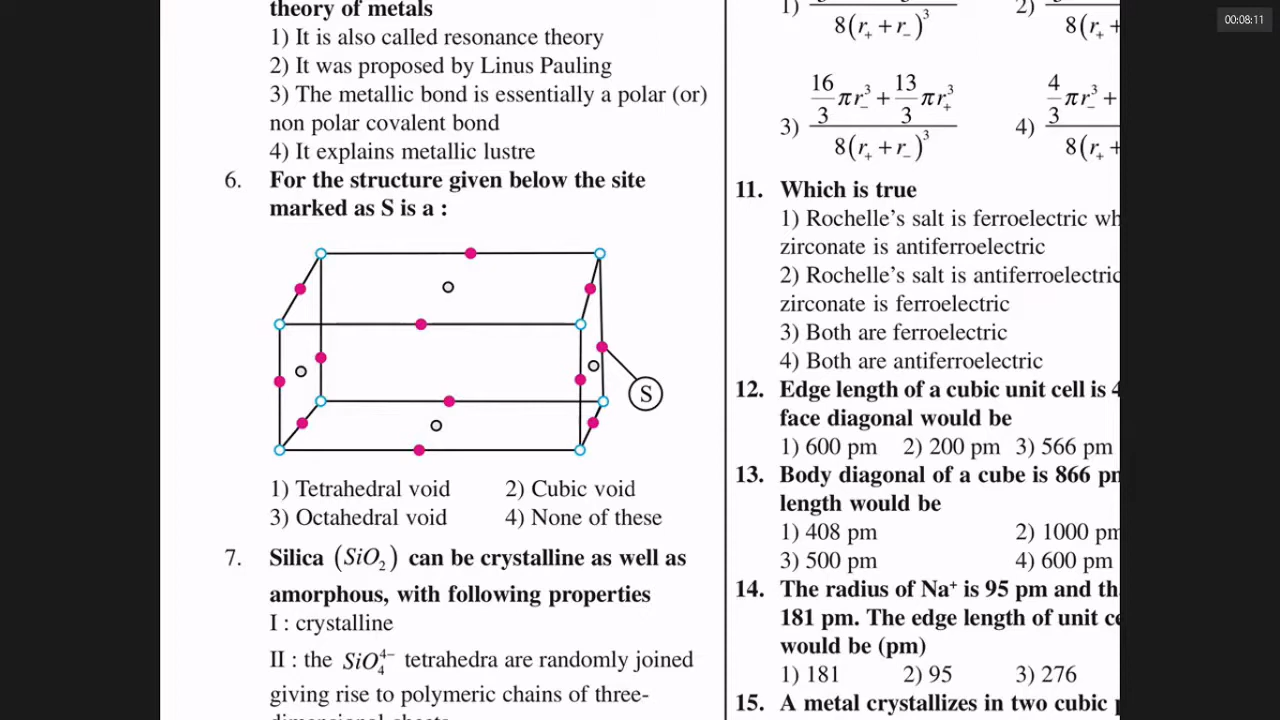 theory of metals
1) It is also called resonance theory
2) It was proposed by Linus Pauling
3) The metallic bond is essentially a polar (or)
non polar covalent bond
4) It explains metallic lustre
6. For the structure given below the site
marked as S is a :
S
1) Tetrahedral void 2) Cubic void
3) Octahedral void 4) None of these
7. Silica (SiO₂) can be crystalline as well as
amorphous, with following properties
I : crystalline
II : the SiO₄⁴⁻ tetrahedra are randomly joined
giving rise to polymeric chains of three-
1) 8(r₊ + r₋)³ 2) 8(r₊ +
3) (16/3 πr₋³ + 13/3 πr₊³) / 8(r₊ + r₋)³ 4) 4/3 πr₋³ + / 8(r₊ +
11. Which is true
1) Rochelle's salt is ferroelectric wh
zirconate is antiferroelectric
2) Rochelle's salt is antiferroelectric
zirconate is ferroelectric
3) Both are ferroelectric
4) Both are antiferroelectric
12. Edge length of a cubic unit cell is 4
face diagonal would be
1) 600 pm 2) 200 pm 3) 566 pm
13. Body diagonal of a cube is 866 pm
length would be
1) 408 pm 2) 1000 pm
3) 500 pm 4) 600 pm
14. The radius of Na⁺ is 95 pm and th
181 pm. The edge length of unit ce
would be (pm)
1) 181 2) 95 3) 276
15. A metal crystallizes in two cubic
00:08:11